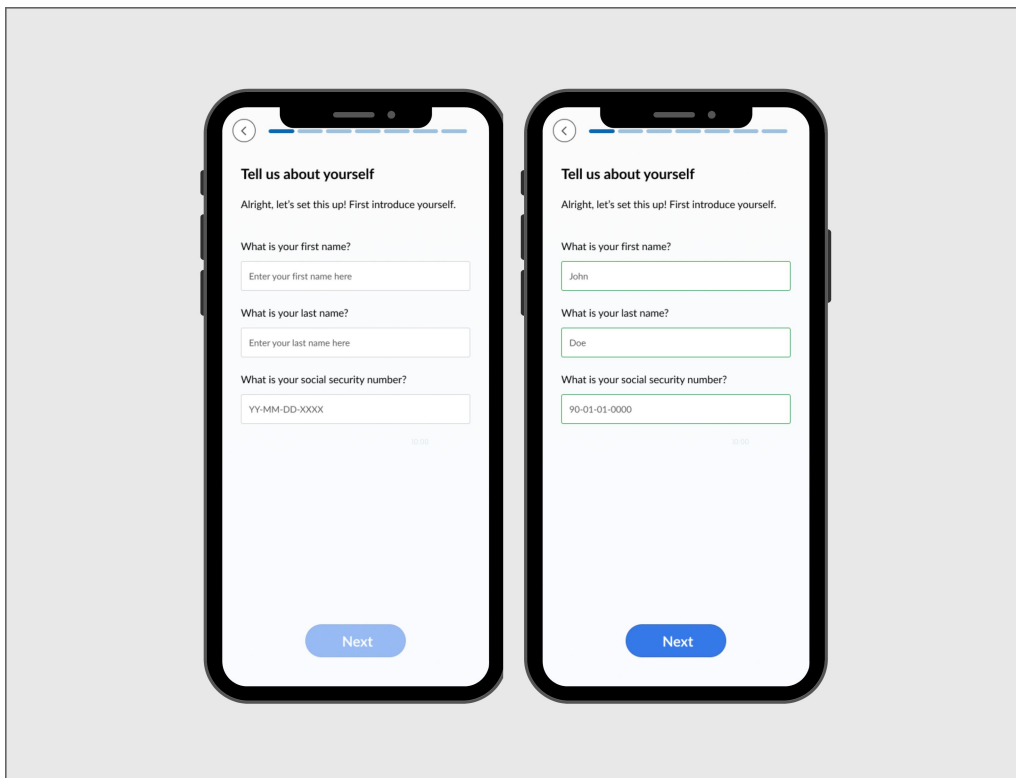 Tell us about yourself
Alright, let's set this up! First introduce yourself.
What is your first name?
Enter your first name here
What is your last name?
Enter your last name here
What is your social security number?
YY-MM-DD-XXXX
Next
Tell us about yourself
Alright, let's set this up! First introduce yourself.
What is your first name?
John
What is your last name?
Doe
What is your social security number?
90-01-01-0000
Next